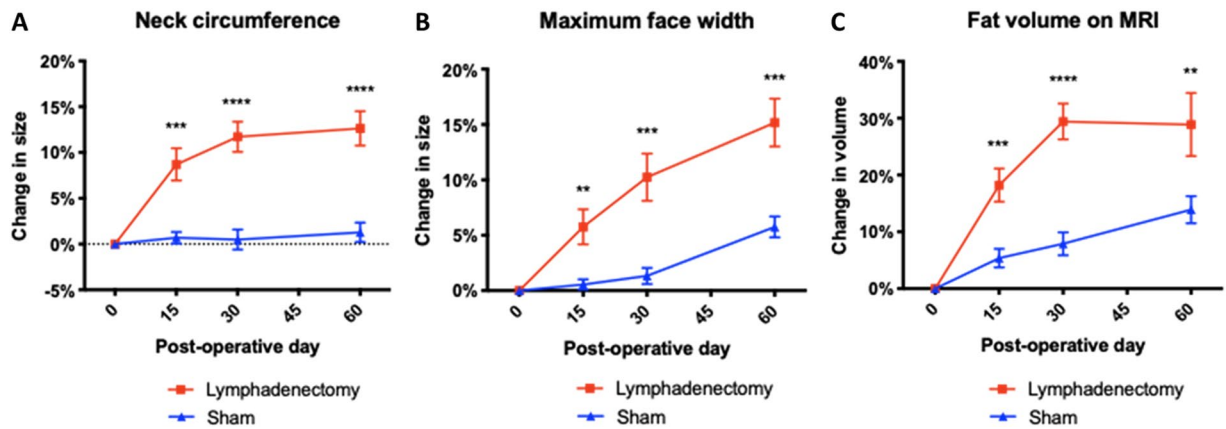 A
Neck circumference
20%
15%
10%
5%
0%
-5%
Change in size
***
****
****
0
15
30
45
60
Post-operative day
Lymphadenectomy
Sham
B
Maximum face width
20%
15%
10%
5%
0%
Change in size
**
***
***
0
15
30
45
60
Post-operative day
Lymphadenectomy
Sham
C
Fat volume on MRI
40%
30%
20%
10%
0%
Change in volume
***
****
**
0
15
30
45
60
Post-operative day
Lymphadenectomy
Sham